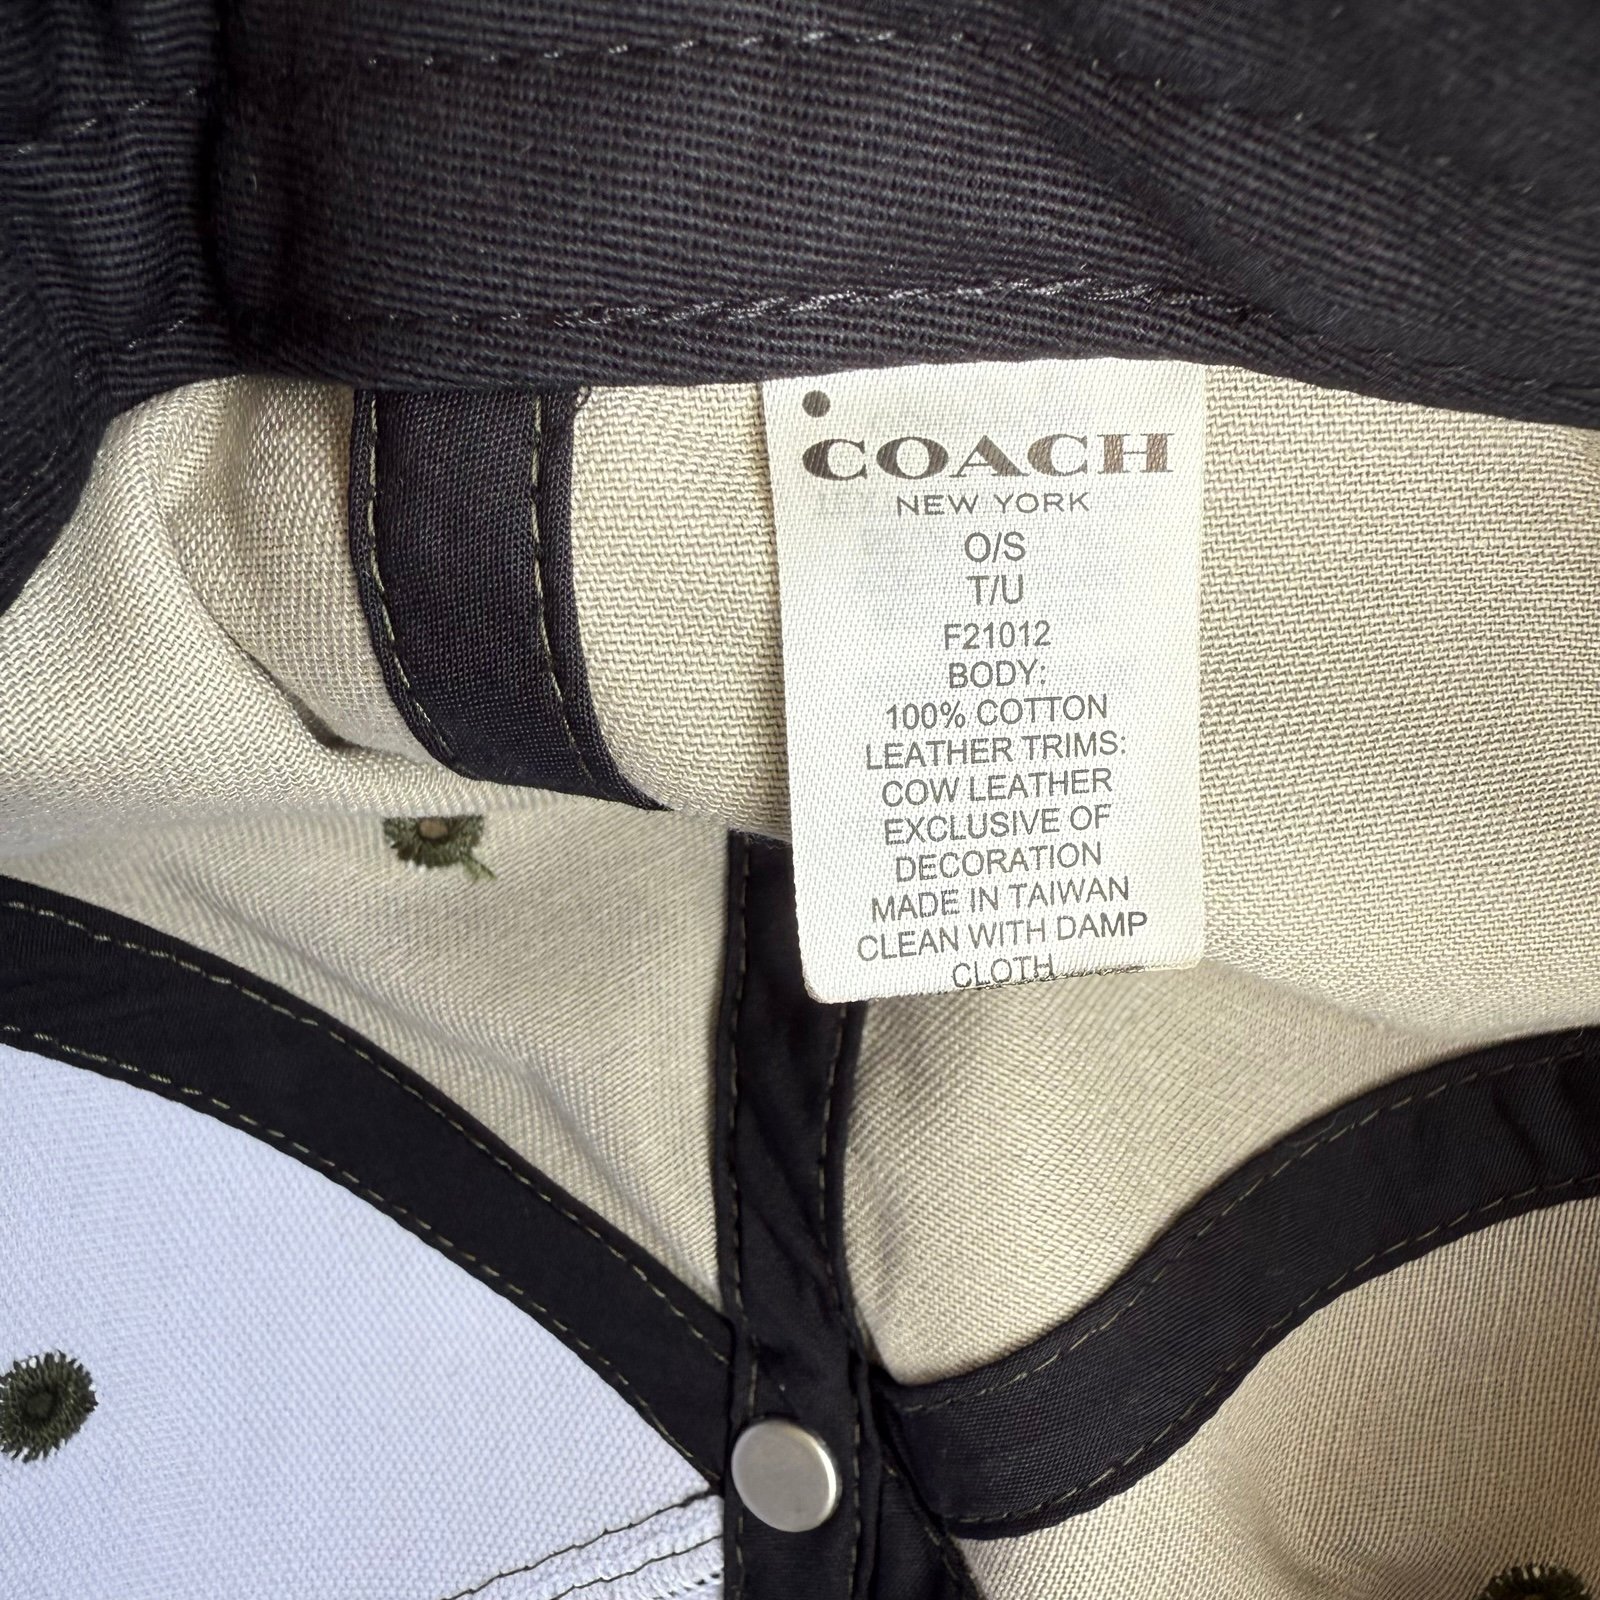 COACH
NEW YORK
O/S
T/U
F21012
BODY:
100% COTTON
LEATHER TRIMS:
COW LEATHER
EXCLUSIVE OF
DECORATION
MADE IN TAIWAN
CLEAN WITH DAMP
CLOTH